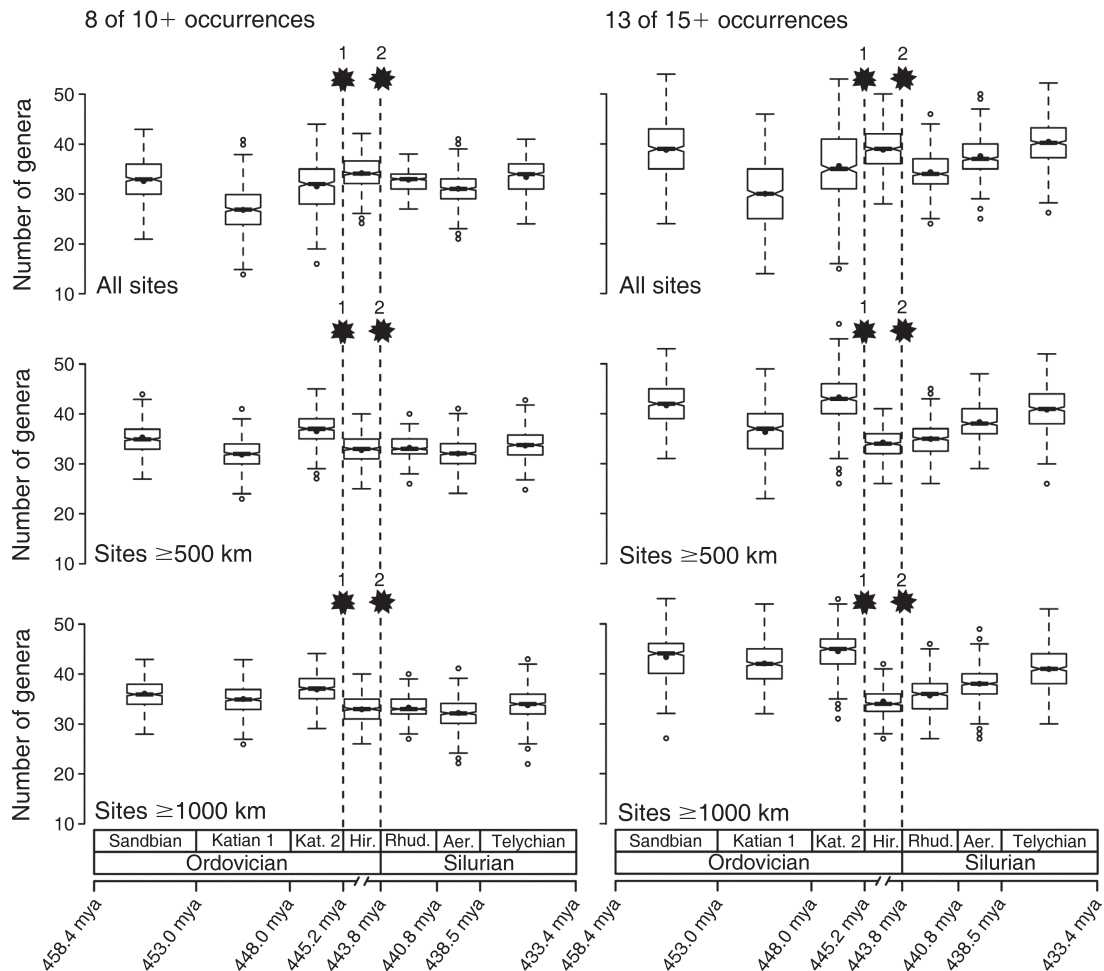 8 of 10+ occurrences
13 of 15+ occurrences
1 2
1 2
Number of genera
50
40
30
20
10
All sites
All sites
1 2
1 2
Number of genera
50
40
30
20
10
Sites ≥500 km
Sites ≥500 km
1 2
1 2
Number of genera
50
40
30
20
10
Sites ≥1000 km
Sites ≥1000 km
Sandbian Katian 1 Kat. 2 Hir. Rhud. Aer. Telychian
Ordovician Silurian
458.4 mya 453.0 mya 448.0 mya 445.2 mya 443.8 mya 440.8 mya 438.5 mya 433.4 mya
Sandbian Katian 1 Kat. 2 Hir. Rhud. Aer. Telychian
Ordovician Silurian
458.4 mya 453.0 mya 448.0 mya 445.2 mya 443.8 mya 440.8 mya 438.5 mya 433.4 mya